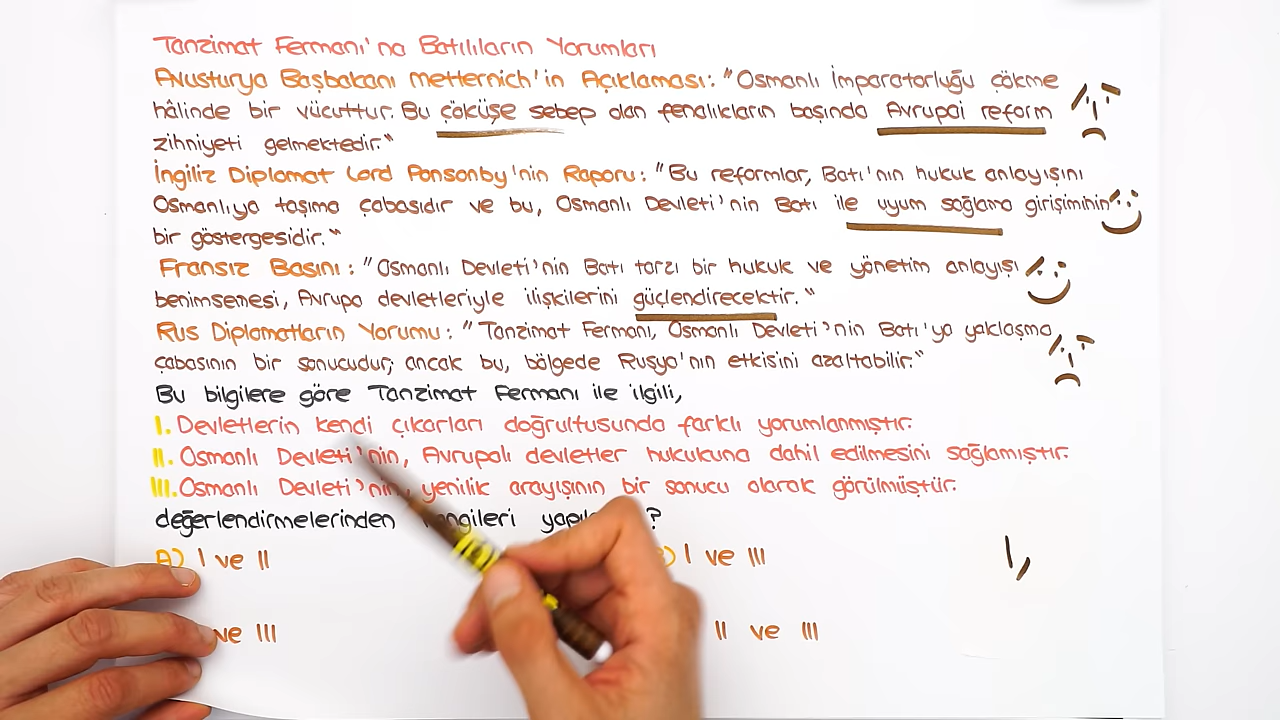 Tanzimat Fermanı'na Batılıların Yorumları
Avusturya Başbakanı Metternich'in Açıklaması: "Osmanlı İmparatorluğu çökme
hâlinde bir vücuttur. Bu çöküşe sebep olan fenalıkların başında Avrupai reform
zihniyeti gelmektedir."
İngiliz Diplomat Lord Ponsonby'nin Raporu: "Bu reformlar, Batı'nın hukuk anlayışını
Osmanlıya taşıma çabasıdır ve bu, Osmanlı Devleti'nin Batı ile uyum sağlama girişiminin
bir göstergesidir."
Fransız Basını: "Osmanlı Devleti'nin Batı tarzı bir hukuk ve yönetim anlayışı
benimsemesi, Avrupa devletleriyle ilişkilerini güçlendirecektir."
Rus Diplomatların Yorumu: "Tanzimat Fermanı, Osmanlı Devleti'nin Batı'ya yaklaşma
çabasının bir sonucudur; ancak bu, bölgede Rusya'nın etkisini azaltabilir."
Bu bilgilere göre Tanzimat Fermanı ile ilgili,
I. Devletlerin kendi çıkarları doğrultusunda farklı yorumlanmıştır.
II. Osmanlı Devleti'nin, Avrupalı devletler hukukuna dahil edilmesini sağlamıştır.
III. Osmanlı Devleti'nin, yenilik arayışının bir sonucu olarak görülmüştür.
değerlendirmelerinden ?
A) I ve II I ve III
I,
ve III II ve III